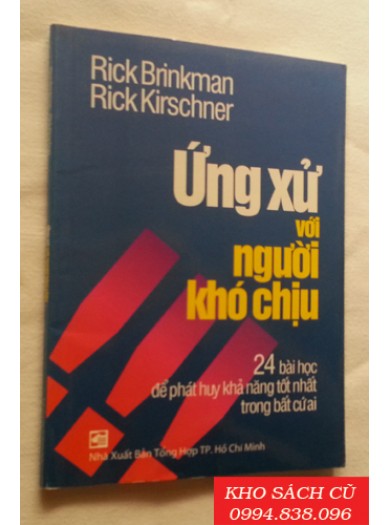 Rick Brinkman
Rick Kirschner
Ứng xử
với
người
khó chịu
24 bài học
để phát huy khả năng tốt nhất
trong bất cứ ai
Nhà Xuất Bản Tổng Hợp TP. Hồ Chí Minh
KHO SÁCH CŨ
0994.838.096